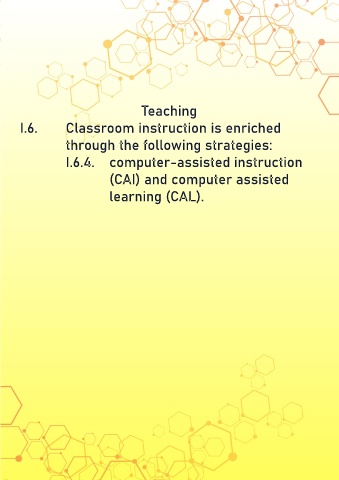 Teaching
I.6. Classroom instruction is enriched
through the following strategies:
I.6.4. computer-assisted instruction
(CAI) and computer assisted
learning (CAL).